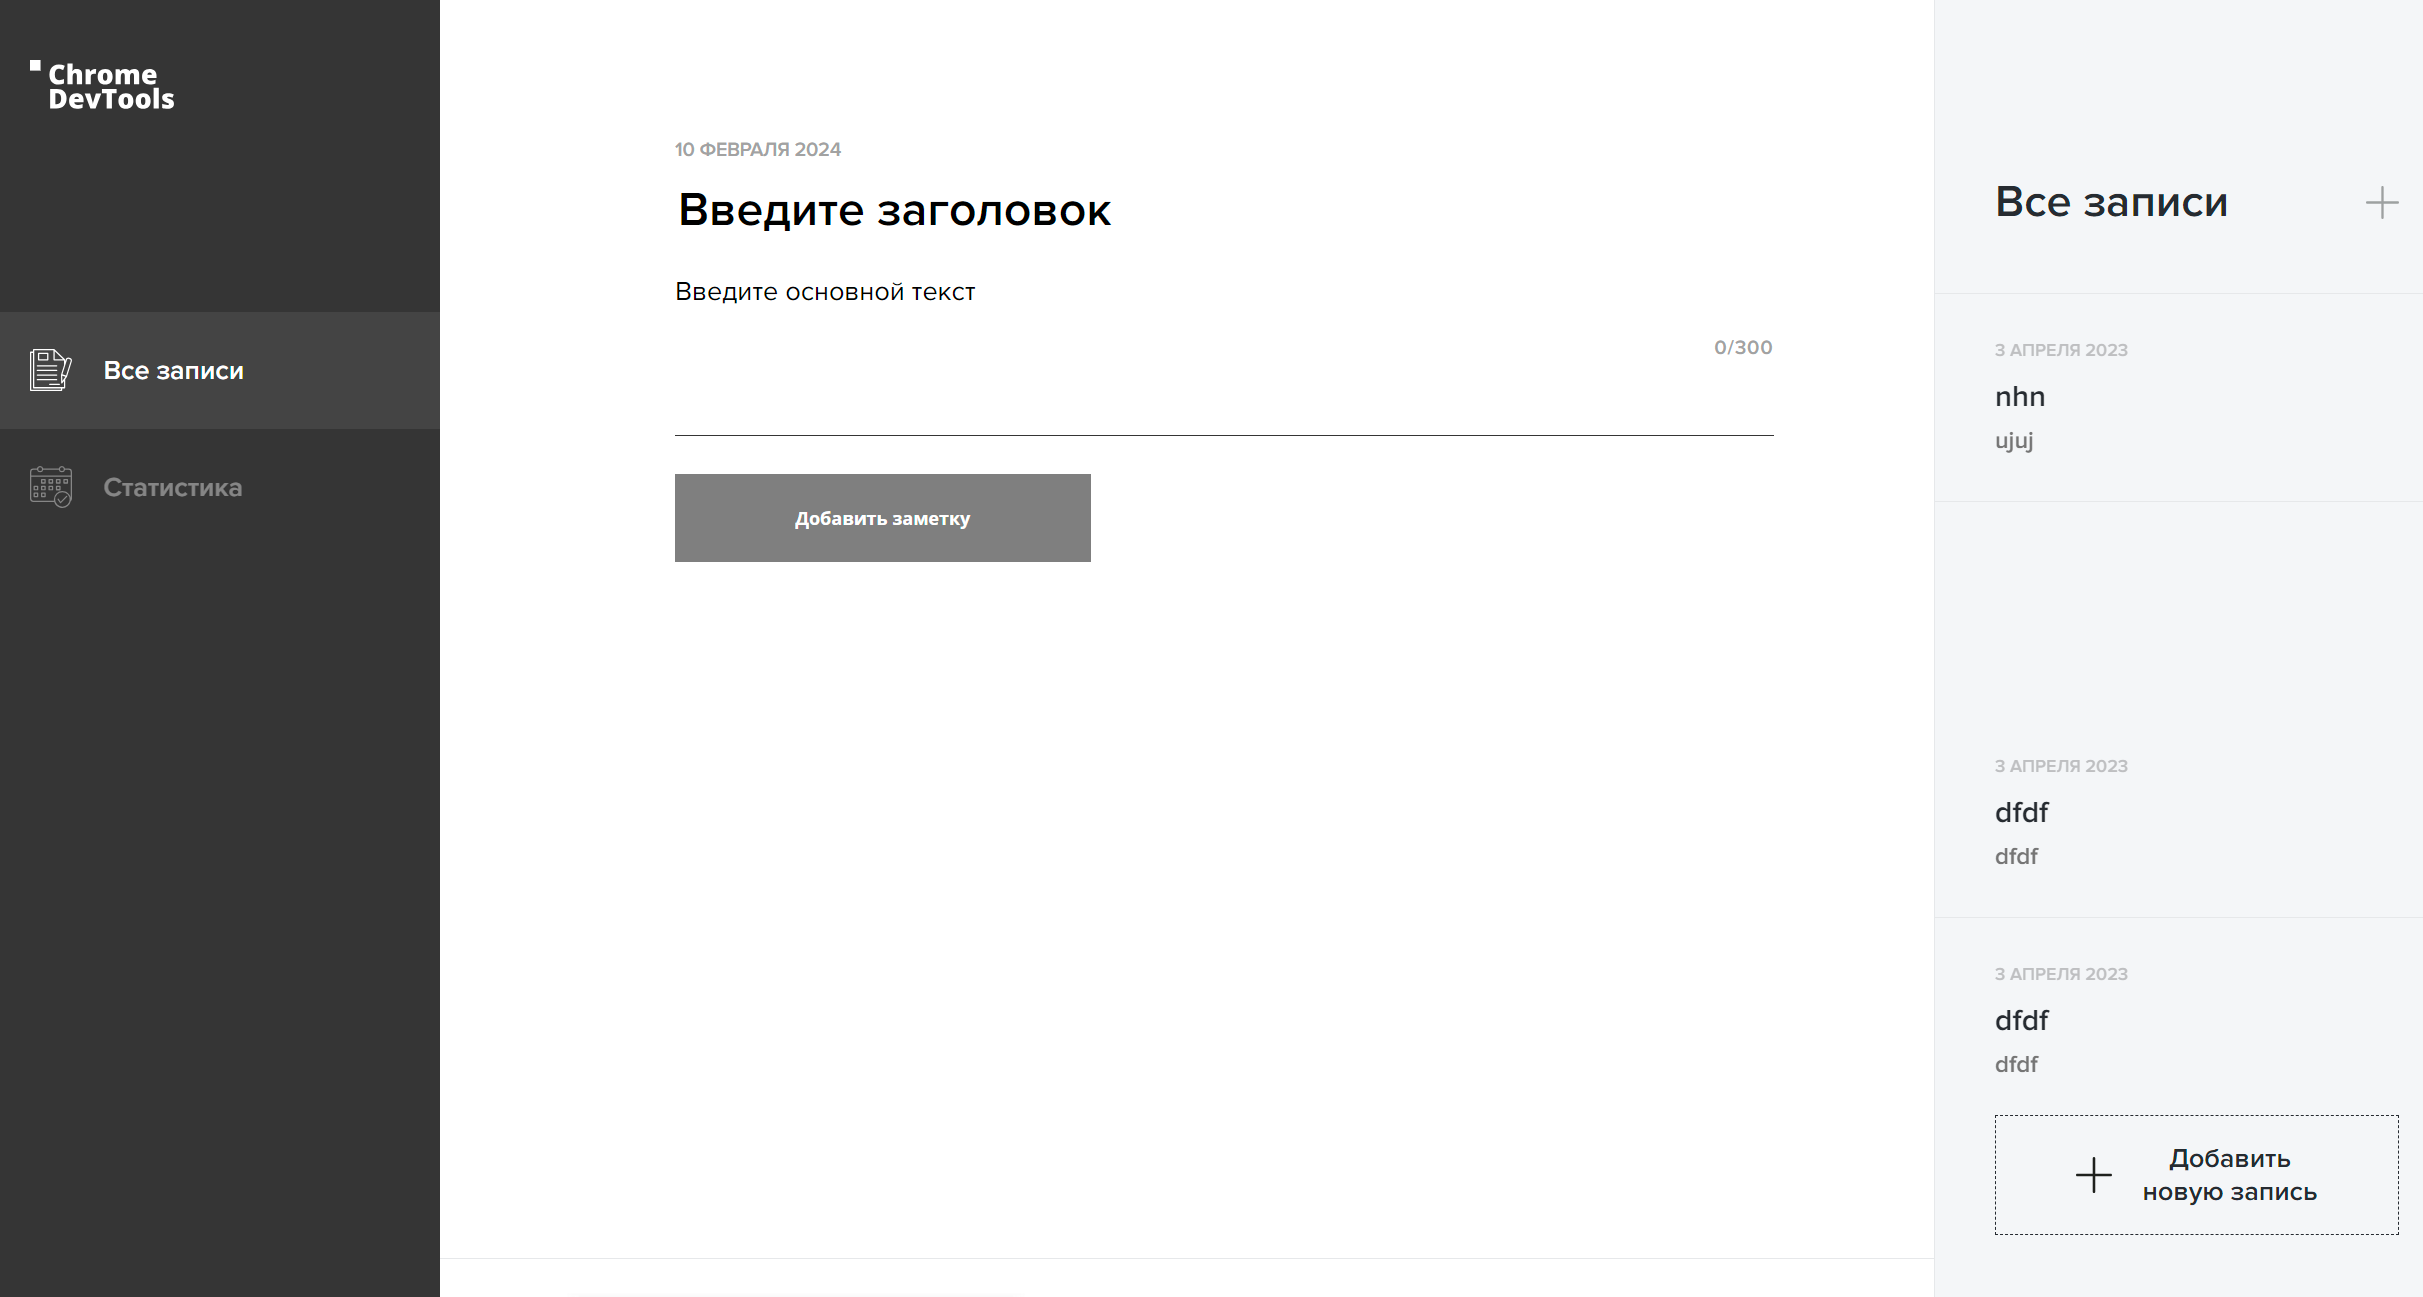 Chrome
DevTools
Все записи
Статистика
10 ФЕВРАЛЯ 2024
Введите заголовок
Введите основной текст
0/300
Добавить заметку
Все записи
3 АПРЕЛЯ 2023
nhn
ujuj
3 АПРЕЛЯ 2023
dfdf
dfdf
3 АПРЕЛЯ 2023
dfdf
dfdf
Добавить
новую запись